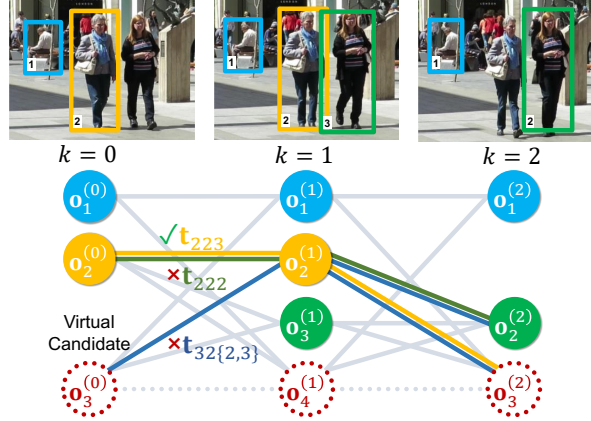 1
2
1
2
3
1
2
k = 0
k = 1
k = 2
o₁⁽⁰⁾
o₁⁽¹⁾
o₁⁽²⁾
✓t₂₂₃
o₂⁽⁰⁾
o₂⁽¹⁾
×t₂₂₂
Virtual
Candidate
o₃⁽¹⁾
o₂⁽²⁾
×t₃₂{₂,₃}
o₃⁽⁰⁾
o₄⁽¹⁾
o₃⁽²⁾